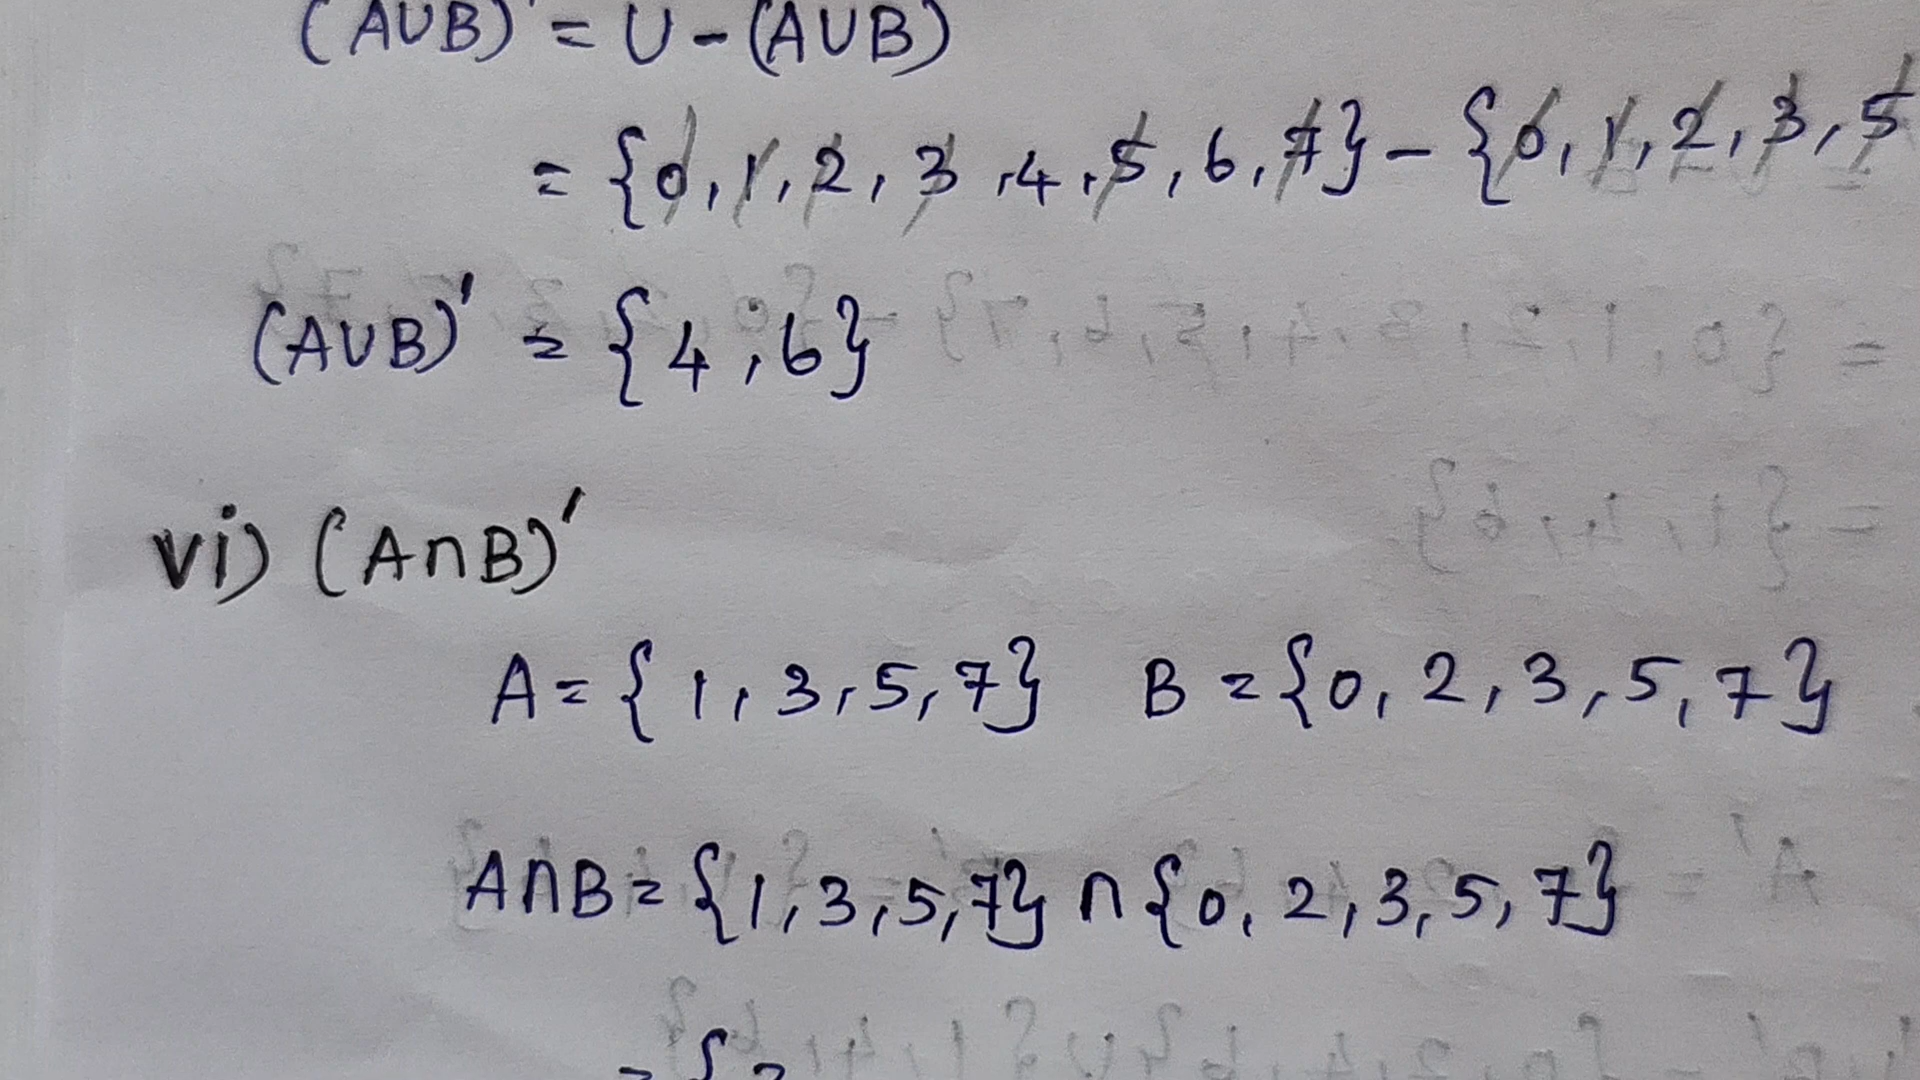 (A∪B)' = U - (A∪B)
= {0, 1, 2, 3, 4, 5, 6, 7} - {0, 1, 2, 3, 5
(A∪B)' = {4, 6}
vi) (A∩B)'
A = {1, 3, 5, 7} B = {0, 2, 3, 5, 7}
A∩B = {1, 3, 5, 7} ∩ {0, 2, 3, 5, 7}
= {